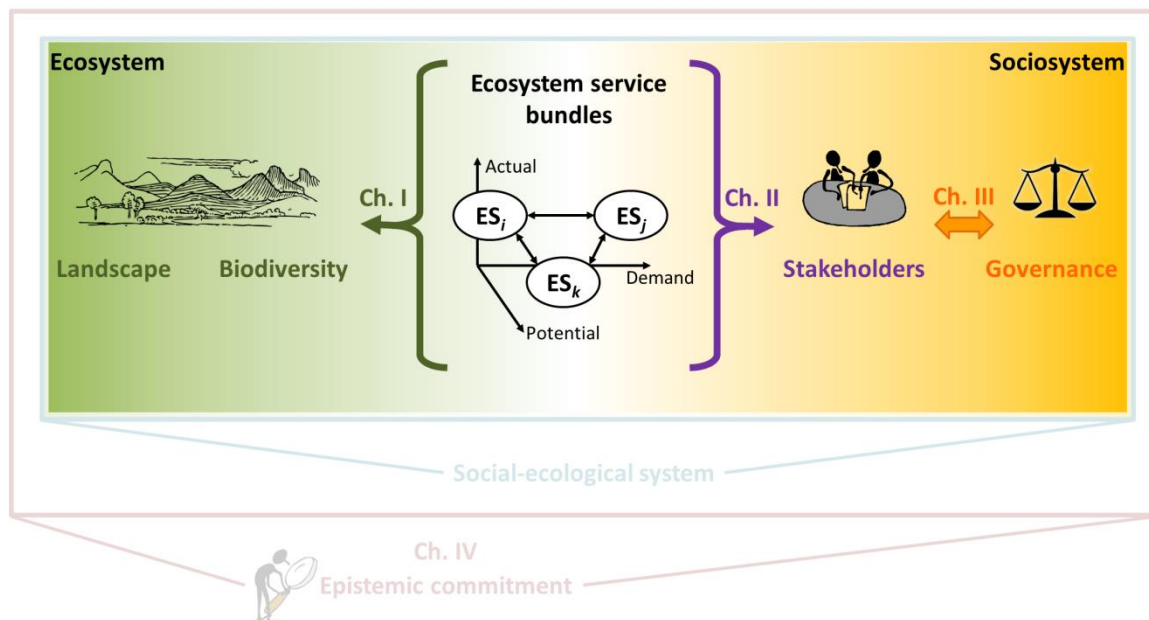 Ecosystem
Sociosystem
Ecosystem service
bundles
Actual
Ch. I
Ch. II
Ch. III
ESi
ESj
ESk
Landscape
Biodiversity
Demand
Potential
Stakeholders
Governance
Social-ecological system
Ch. IV
Epistemic commitment